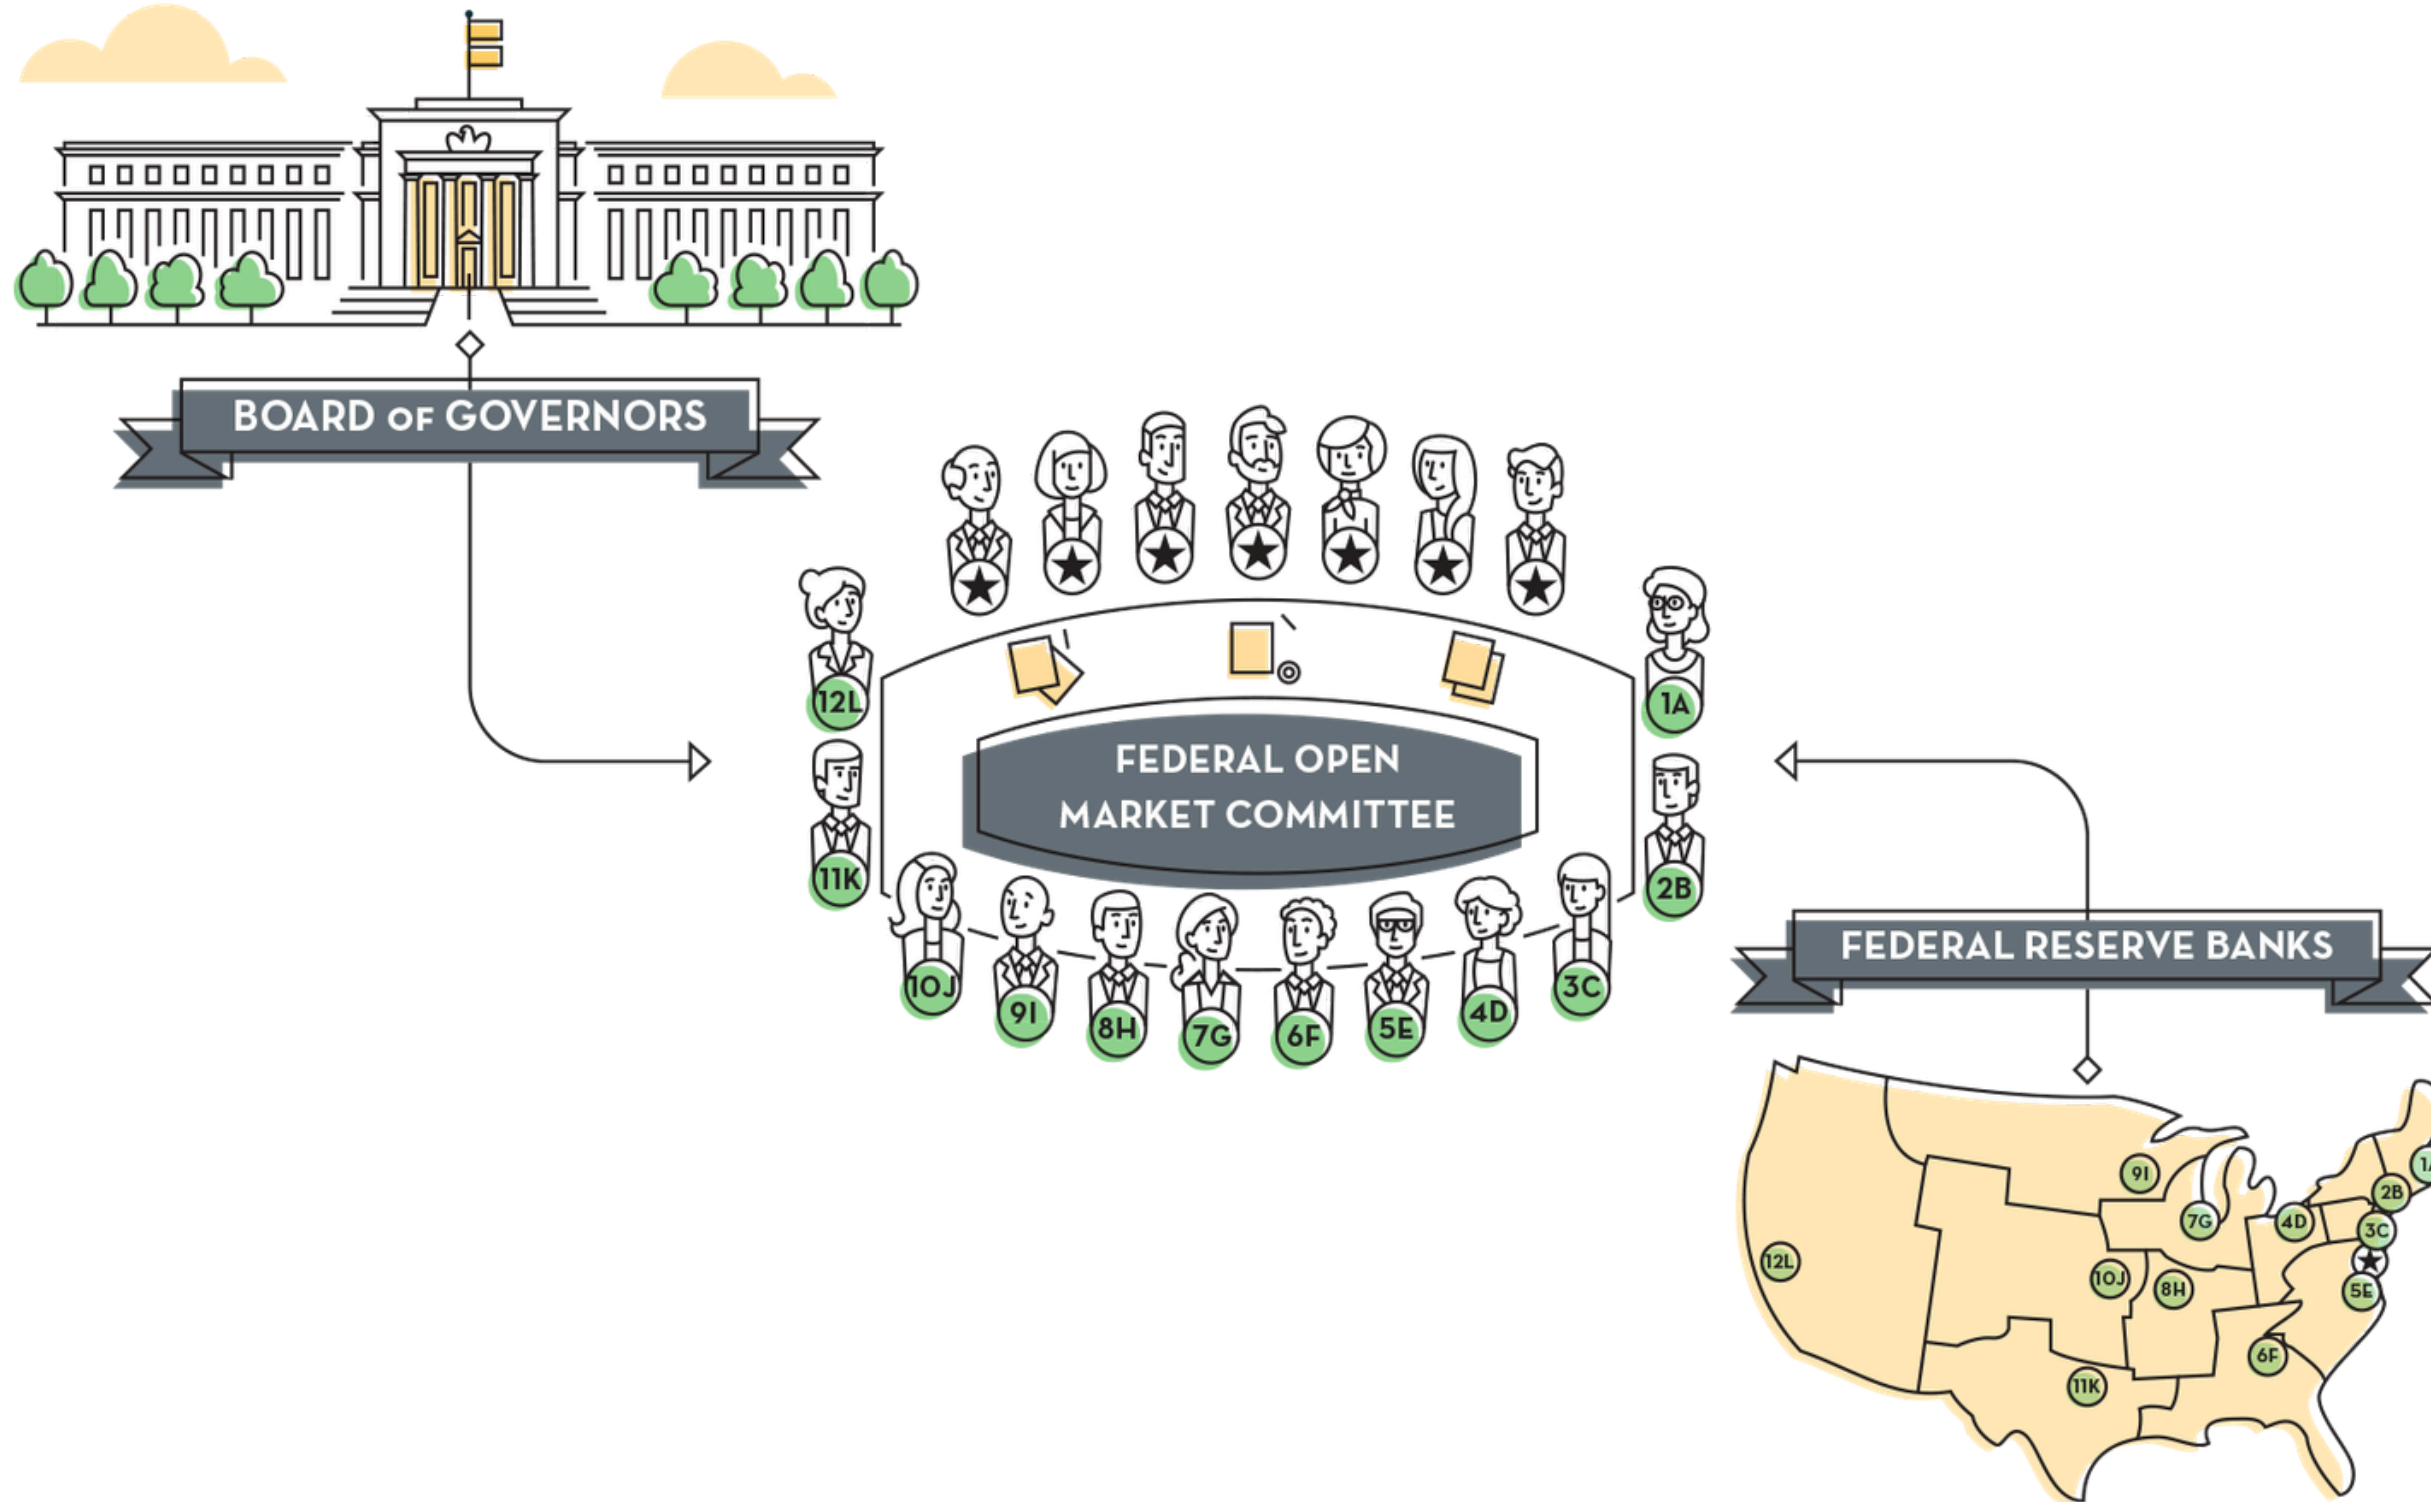 BOARD OF GOVERNORS
12L
1A
FEDERAL OPEN
MARKET COMMITTEE
11K
2B
10J
9I
8H
7G
6F
5E
4D
3C
FEDERAL RESERVE BANKS
9I
1A
2B
7G
4D
3C
12L
10J
8H
5E
6F
11K